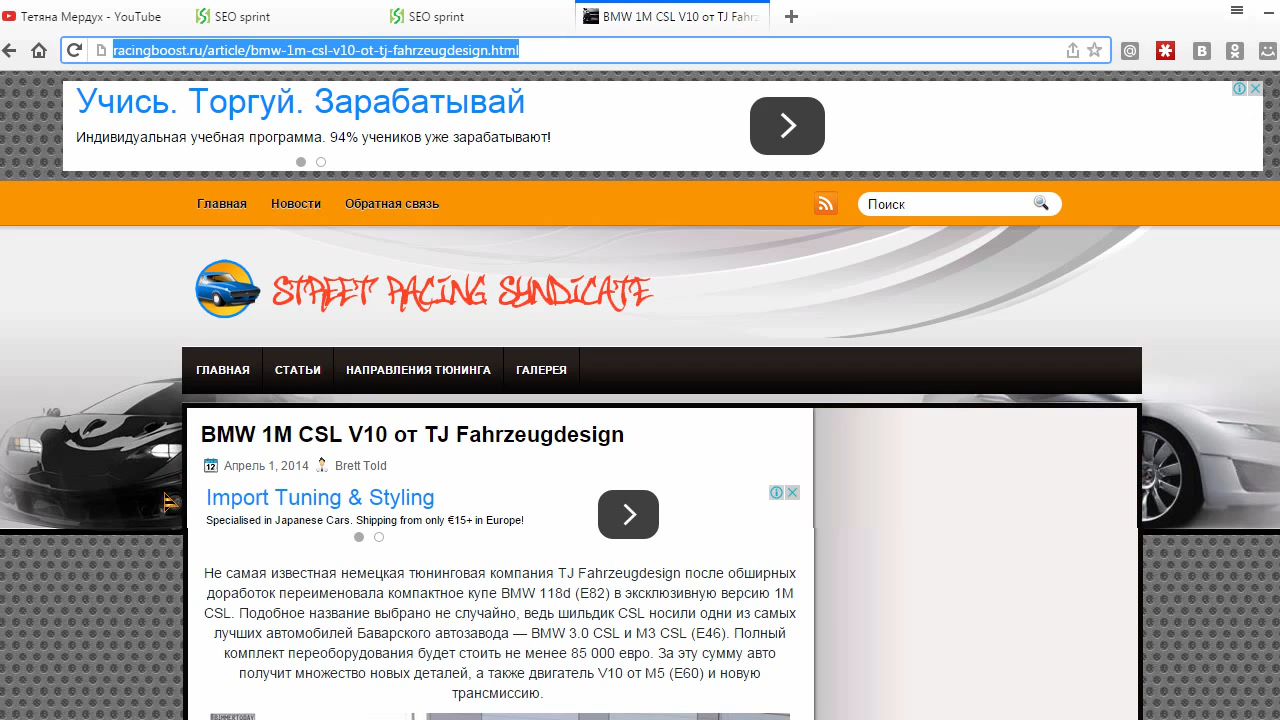 Тетяна Мердух - YouTube
SEO sprint
SEO sprint
BMW 1M CSL V10 от TJ Fahrz
racingboost.ru/article/bmw-1m-csl-v10-ot-tj-fahrzeugdesign.html
Учись. Торгуй. Зарабатывай
Индивидуальная учебная программа. 94% учеников уже зарабатывают!
Главная Новости Обратная связь
Поиск
STREET RACING SYNDICATE
ГЛАВНАЯ СТАТЬИ НАПРАВЛЕНИЯ ТЮНИНГА ГАЛЕРЕЯ
BMW 1M CSL V10 от TJ Fahrzeugdesign
12 Апрель 1, 2014 Brett Told
Import Tuning & Styling
Specialised in Japanese Cars. Shipping from only €15+ in Europe!
Не самая известная немецкая тюнинговая компания TJ Fahrzeugdesign после обширных
доработок переименовала компактное купе BMW 118d (E82) в эксклюзивную версию 1M
CSL. Подобное название выбрано не случайно, ведь шильдик CSL носили одни из самых
лучших автомобилей Баварского автозавода — BMW 3.0 CSL и M3 CSL (E46). Полный
комплект переоборудования будет стоить не менее 85 000 евро. За эту сумму авто
получит множество новых деталей, а также двигатель V10 от M5 (E60) и новую
трансмиссию.
BIMMERTODAY